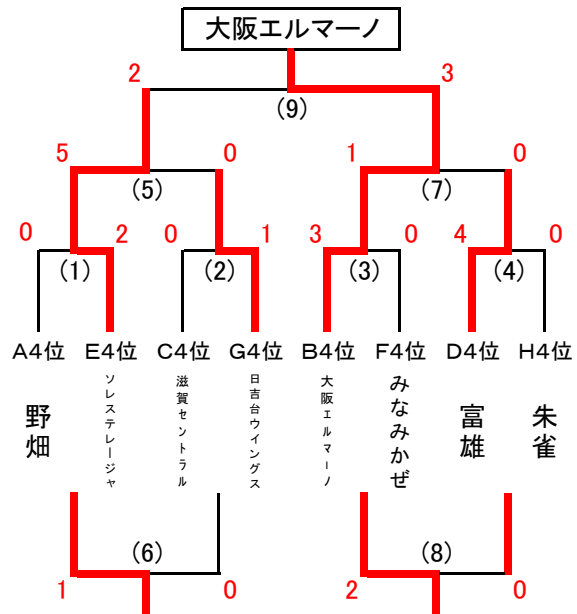 大阪エルマーノ
2 3
(9)
5 0 1 0
(5) (7)
0 2 0 1 3 0 4 0
(1) (2) (3) (4)
A4位 E4位 C4位 G4位 B4位 F4位 D4位 H4位
野畑
ソレステレージャ
滋賀セントラル
日吉台ウイングス
大阪エルマーノ
みなみかぜ
富雄
朱雀
(6) (8)
1 0 2 0